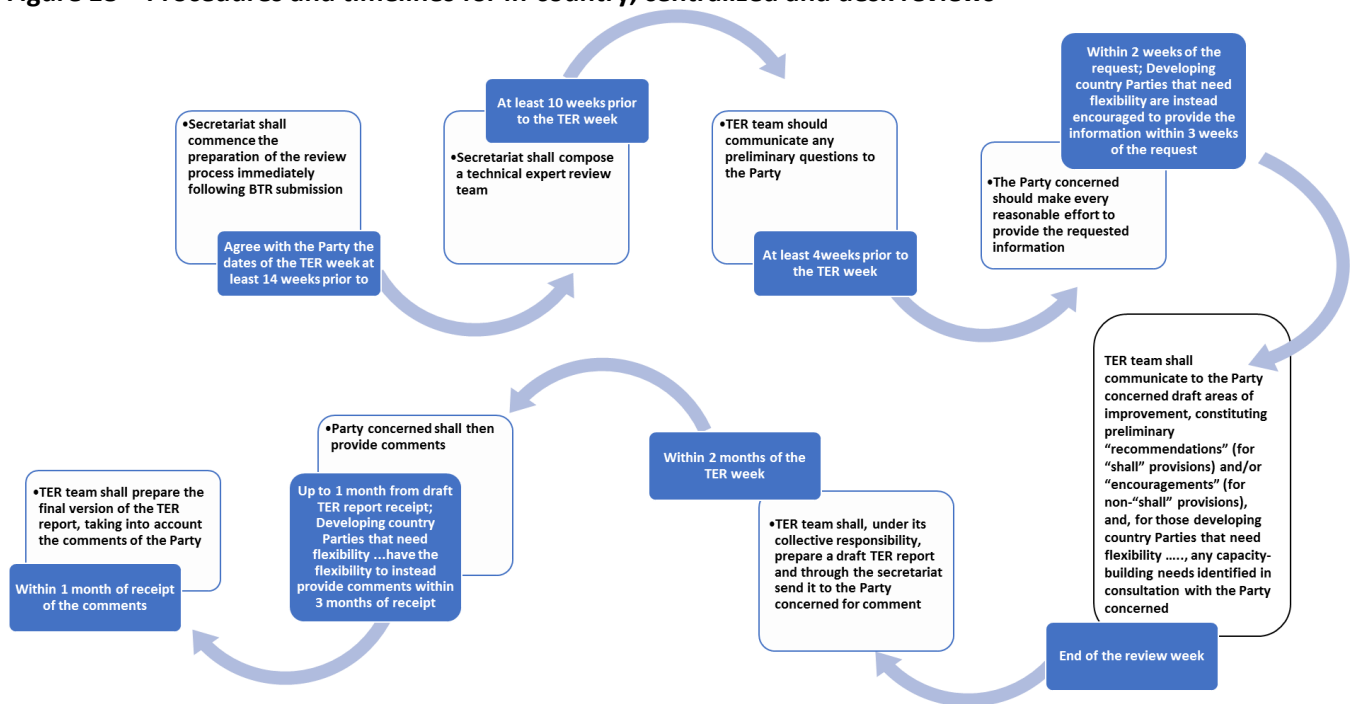 Figure – Procedures and timelines for in-country, centralized and desk reviews
•Secretariat shall
commence the
preparation of the review
process immediately
following BTR submission
Agree with the Party the
dates of the TER week at
least 14 weeks prior to
At least 10 weeks prior
to the TER week
•Secretariat shall compose
a technical expert review
team
•TER team should
communicate any
preliminary questions to
the Party
At least 4weeks prior to
the TER week
Within 2 weeks of the
request; Developing
country Parties that need
flexibility are instead
encouraged to provide the
information within 3 weeks
of the request
•The Party concerned
should make every
reasonable effort to
provide the requested
information
TER team shall
communicate to the Party
concerned draft areas of
improvement, constituting
preliminary
“recommendations” (for
“shall” provisions) and/or
“encouragements” (for
non-“shall” provisions),
and, for those developing
country Parties that need
flexibility ….., any capacity-
building needs identified in
consultation with the Party
concerned
End of the review week
Within 2 months of the
TER week
•TER team shall, under its
collective responsibility,
prepare a draft TER report
and through the secretariat
send it to the Party
concerned for comment
•Party concerned shall then
provide comments
Up to 1 month from draft
TER report receipt;
Developing country
Parties that need
flexibility ...have the
flexibility to instead
provide comments within
3 months of receipt
•TER team shall prepare the
final version of the TER
report, taking into account
the comments of the Party
Within 1 month of receipt
of the comments